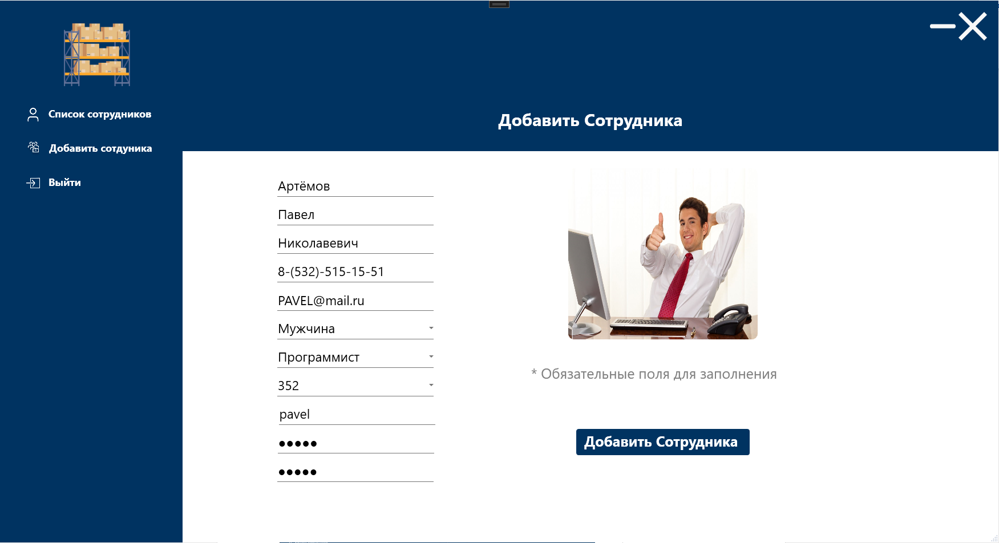 Список сотрудников
Добавить сотдуника
Выйти
Добавить Сотрудника
Артёмов
Павел
Николавевич
8-(532)-515-15-51
PAVEL@mail.ru
Мужчина
Программист
352
pavel
●●●●●
●●●●●
* Обязательные поля для заполнения
Добавить Сотрудника